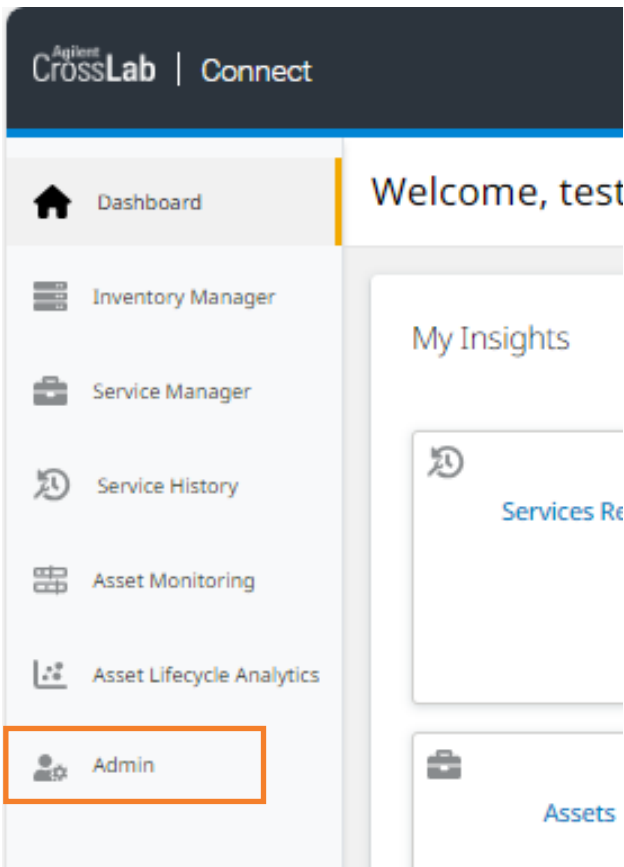 Agilent
CrossLab | Connect
Dashboard
Welcome, test
Inventory Manager
My Insights
Service Manager
Service History
Services Re
Asset Monitoring
Asset Lifecycle Analytics
Admin
Assets